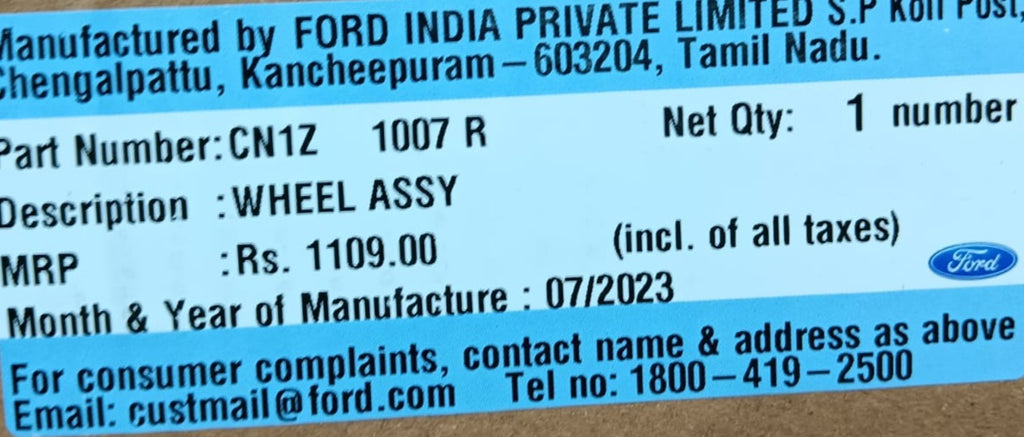 Manufactured by FORD INDIA PRIVATE LIMITED S.P Koil Post,
Chengalpattu, Kancheepuram – 603204, Tamil Nadu.
Part Number: CN1Z 1007 R Net Qty: 1 number
Description : WHEEL ASSY
MRP : Rs. 1109.00 (incl. of all taxes)
Ford
Month & Year of Manufacture : 07/2023
For consumer complaints, contact name & address as above
Email: custmail@ford.com Tel no: 1800–419–2500